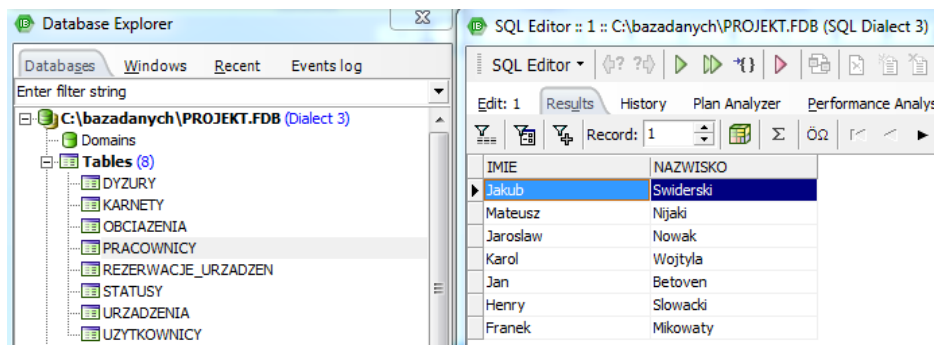 Database Explorer
Databases Windows Recent Events log
Enter filter string
C:\bazadanych\PROJEKT.FDB (Dialect 3)
Domains
Tables (8)
DYZURY
KARNETY
OBCIAZENIA
PRACOWNICY
REZERWACJE_URZADZEN
STATUSY
URZADZENIA
UZYTKOWNICY
SQL Editor :: 1 :: C:\bazadanych\PROJEKT.FDB (SQL Dialect 3)
SQL Editor
Edit: 1 Results History Plan Analyzer Performance Analys
Record: 1 Σ ÖΩ
IMIE NAZWISKO
Jakub Swiderski
Mateusz Nijaki
Jaroslaw Nowak
Karol Wojtyla
Jan Betoven
Henry Slowacki
Franek Mikowaty